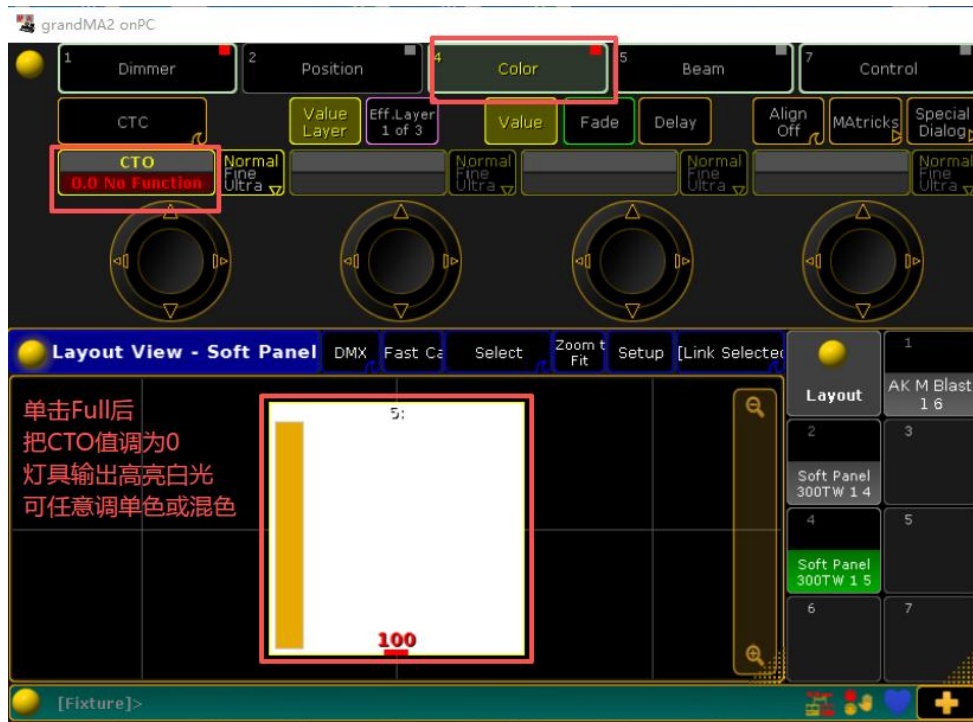 grandMA2 onPC
1 Dimmer
2 Position
4 Color
5 Beam
7 Control
CTC
Value Layer
Eff.Layer 1 of 3
Value
Fade
Delay
Align Off
MAtricks
Special Dialog
CTO
0.0 No Function
Normal
Fine
Ultra
Normal
Fine
Ultra
Normal
Fine
Ultra
Normal
Fine
Ultra
Layout View - Soft Panel
DMX
Fast Ca
Select
Zoom t
Fit
Setup
[Link Selected
Layout
1
AK M Blast
1 6
单击Full后
把CTO值调为0
灯具输出高亮白光
可任意调单色或混色
5:
100
2
Soft Panel
300TW 1 4
3
4
Soft Panel
300TW 1 5
5
6
7
[Fixture]>